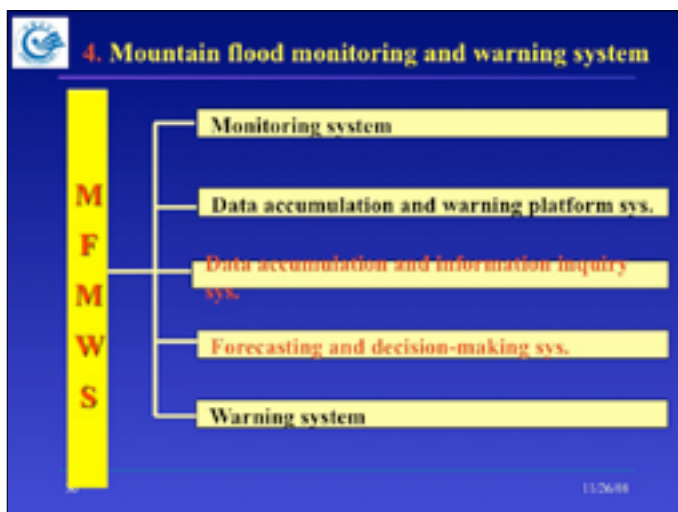 4. Mountain flood monitoring and warning system
M
F
M
W
S
Monitoring system
Data accumulation and warning platform sys.
Data accumulation and information inquiry
sys.
Forecasting and decision-making sys.
Warning system
11/26/08